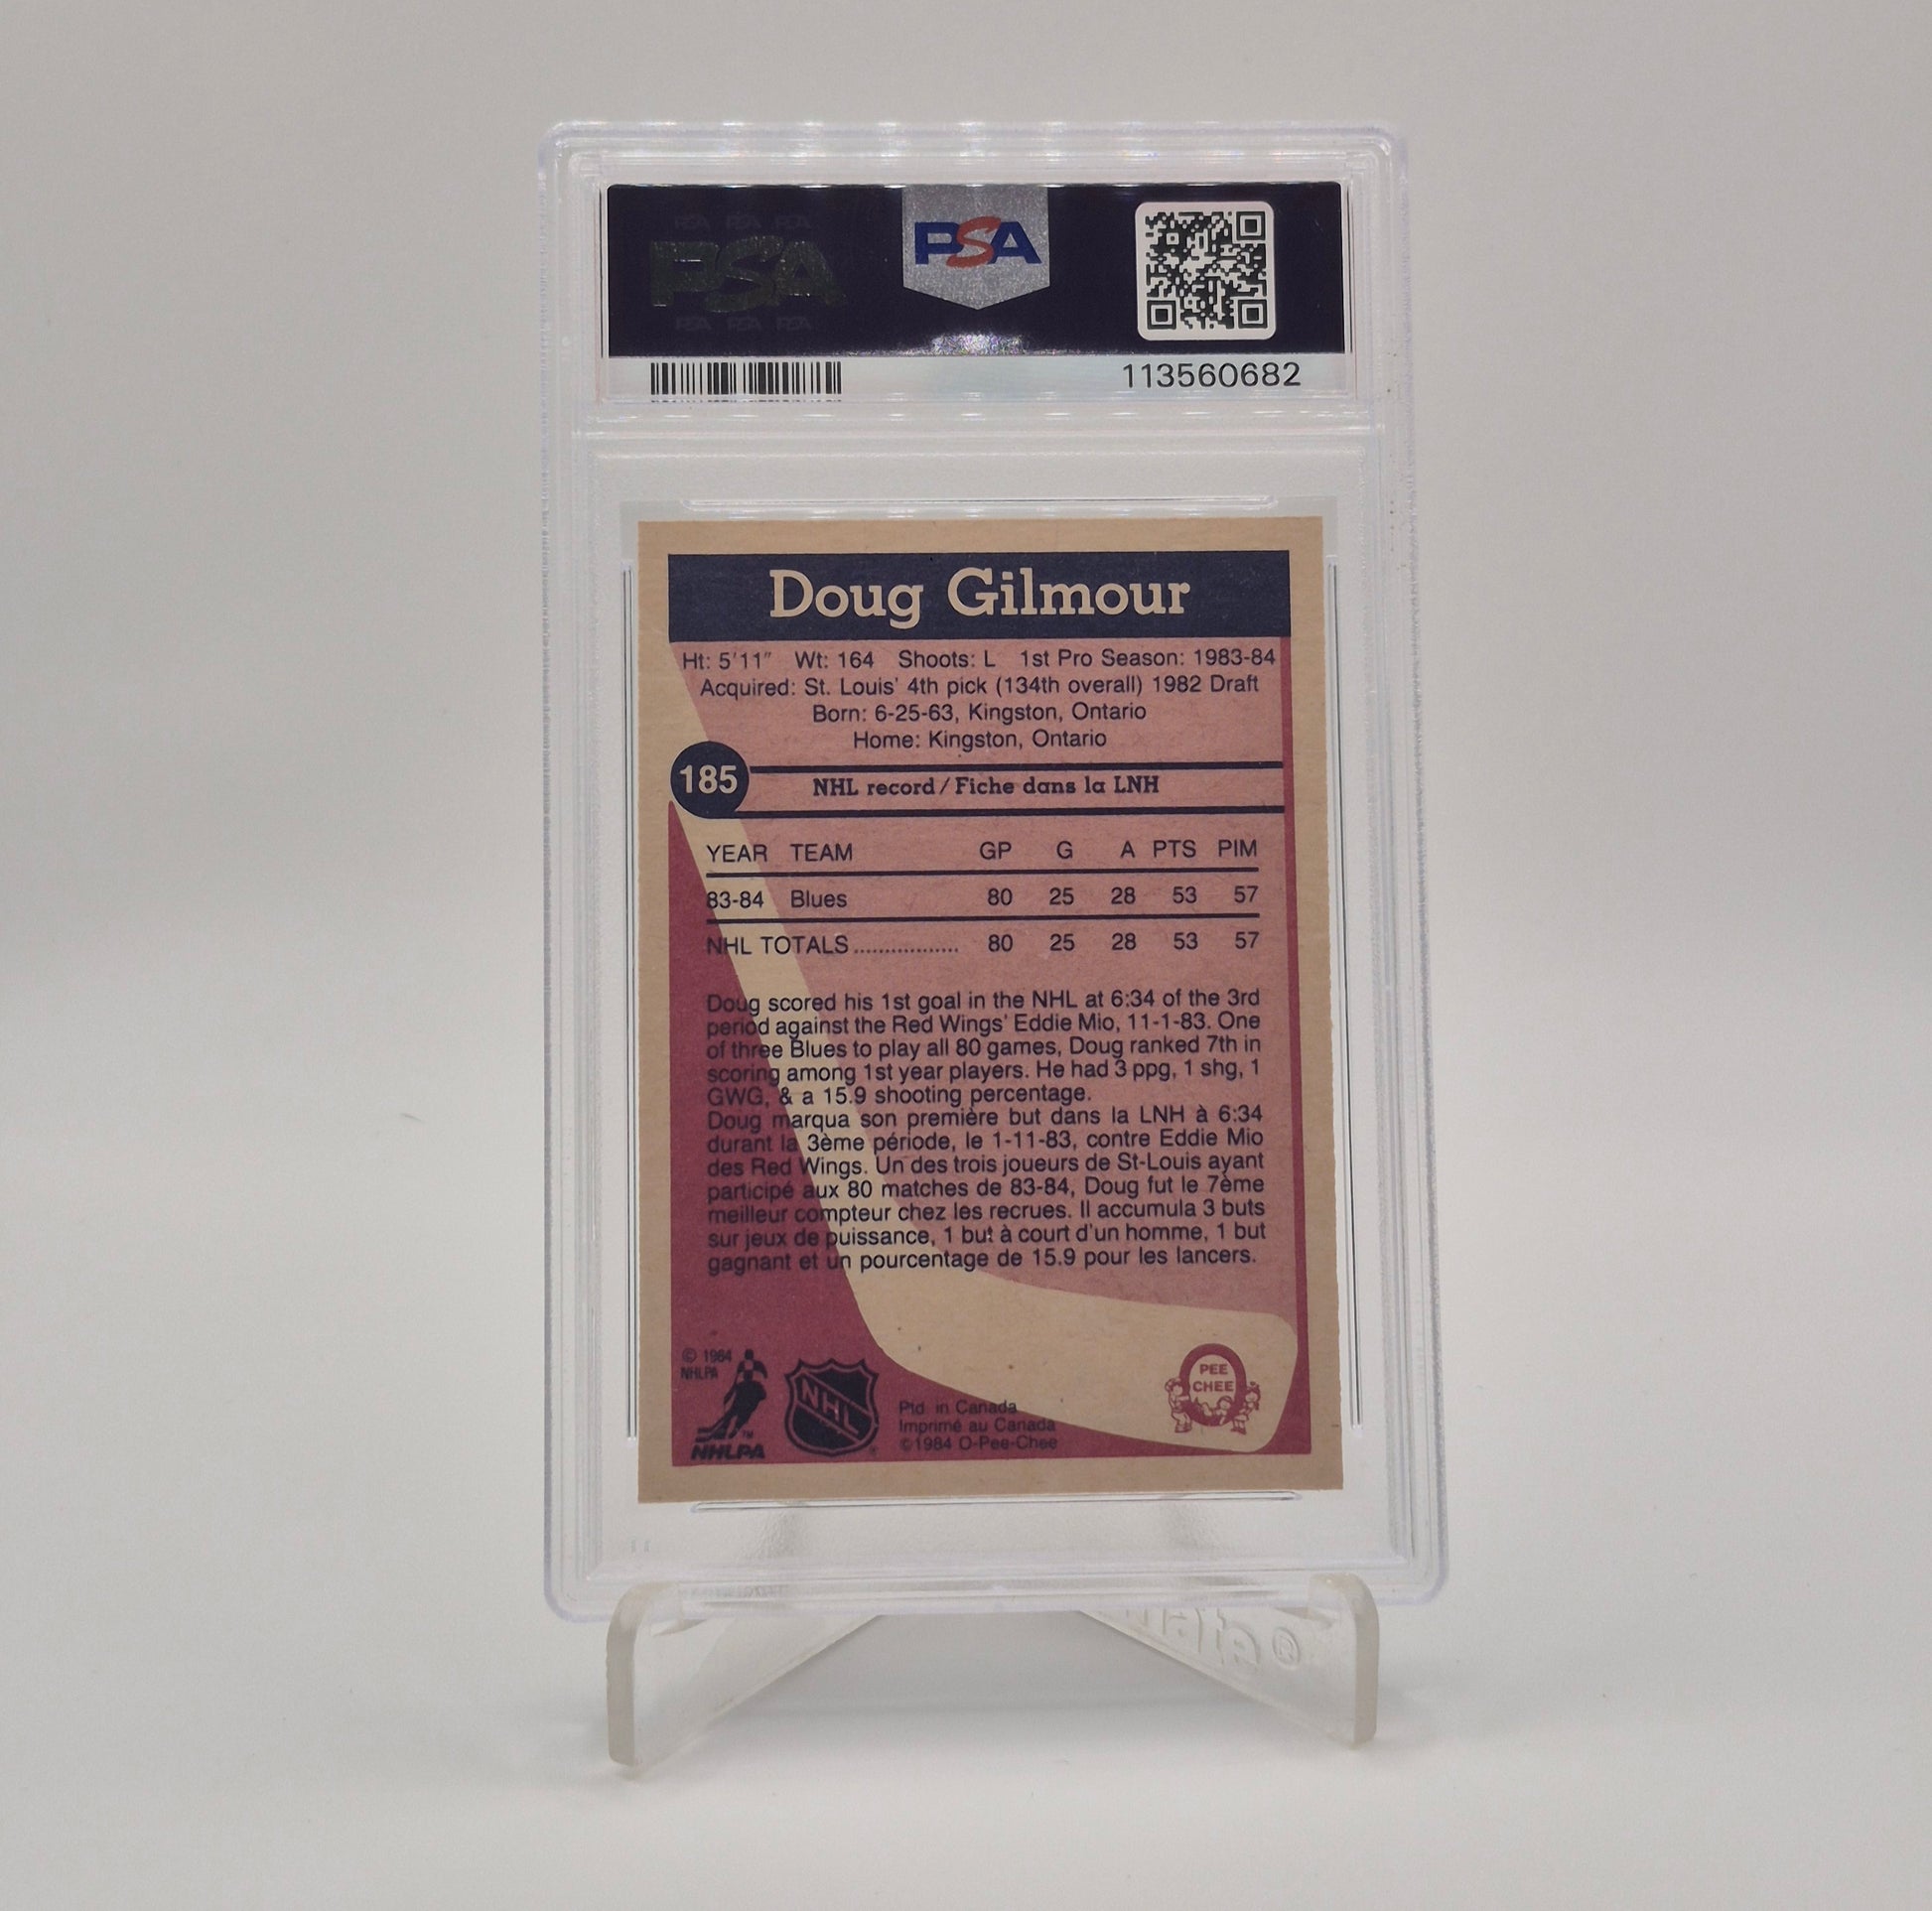 PSA PSA PSA
PSA
PSA PSA PSA
PSA
113560682
Doug Gilmour
Ht: 5'11" Wt: 164 Shoots: L 1st Pro Season: 1983-84
Acquired: St. Louis' 4th pick (134th overall) 1982 Draft
Born: 6-25-63, Kingston, Ontario
Home: Kingston, Ontario
185
NHL record / Fiche dans la LNH
YEAR TEAM GP G A PTS PIM
83-84 Blues 80 25 28 53 57
NHL TOTALS ................. 80 25 28 53 57
Doug scored his 1st goal in the NHL at 6:34 of the 3rd
period against the Red Wings' Eddie Mio, 11-1-83. One
of three Blues to play all 80 games, Doug ranked 7th in
scoring among 1st year players. He had 3 ppg, 1 shg, 1
GWG, & a 15.9 shooting percentage.
Doug marqua son première but dans la LNH à 6:34
durant la 3ème période, le 1-11-83, contre Eddie Mio
des Red Wings. Un des trois joueurs de St-Louis ayant
participé aux 80 matches de 83-84, Doug fut le 7ème
meilleur compteur chez les recrues. Il accumula 3 buts
sur jeux de puissance, 1 but à court d'un homme, 1 but
gagnant et un pourcentage de 15.9 pour les lancers.
© 1984
NHLPA
™
NHLPA
NHL
®
Ptd. in Canada
Imprimé au Canada
©1984 O-Pee-Chee
PEE
CHEE
®